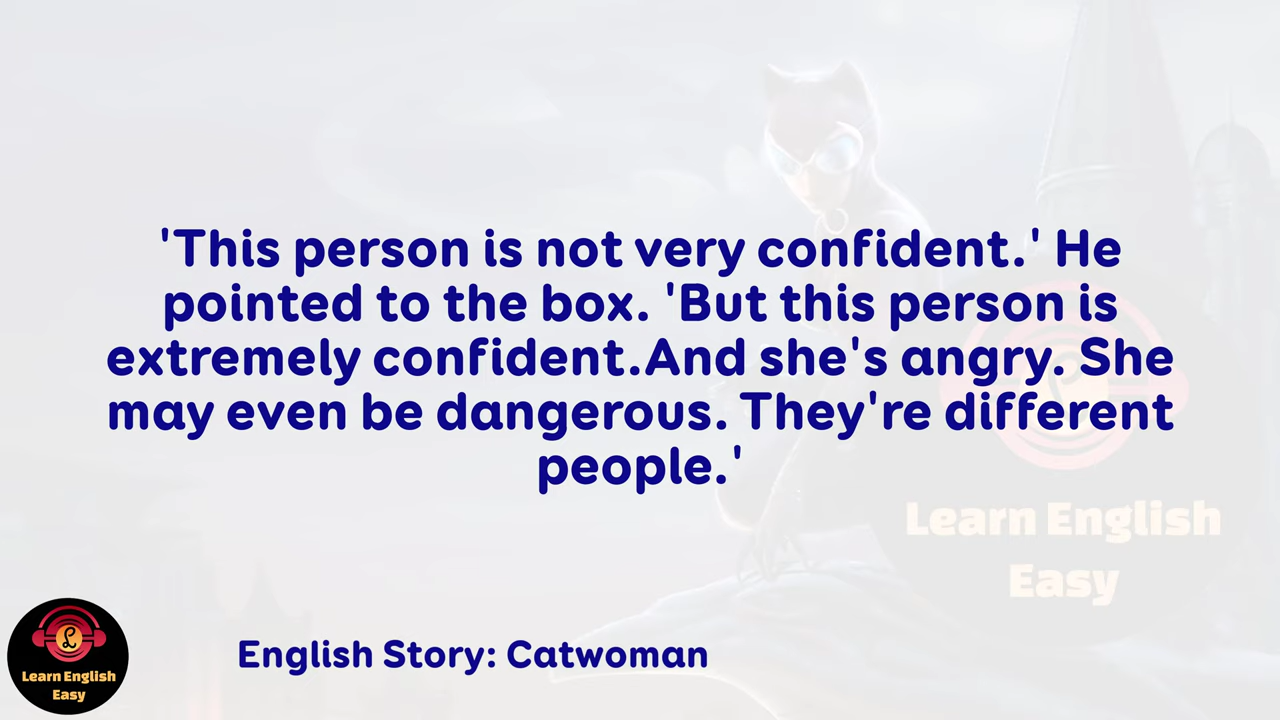 'This person is not very confident.' He
pointed to the box. 'But this person is
extremely confident.And she's angry. She
may even be dangerous. They're different
people.'
Learn English
Easy
English Story: Catwoman
L
Learn English
Easy